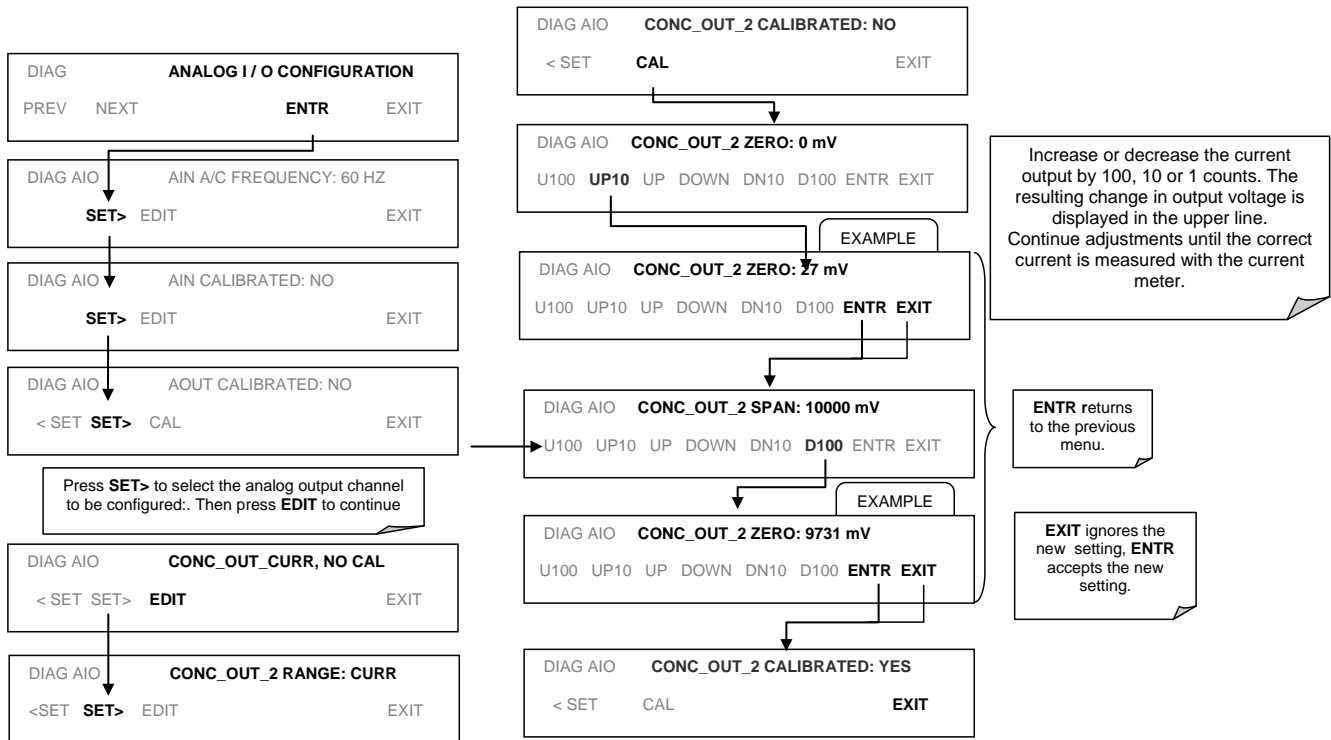 DIAG ANALOG I / O CONFIGURATION
PREV NEXT ENTR EXIT
DIAG AIO AIN A/C FREQUENCY: 60 HZ
SET> EDIT EXIT
DIAG AIO AIN CALIBRATED: NO
SET> EDIT EXIT
DIAG AIO AOUT CALIBRATED: NO
< SET SET> CAL EXIT
Press SET> to select the analog output channel
to be configured:. Then press EDIT to continue
DIAG AIO CONC_OUT_CURR, NO CAL
< SET SET> EDIT EXIT
DIAG AIO CONC_OUT_2 RANGE: CURR
<SET SET> EDIT EXIT
DIAG AIO CONC_OUT_2 CALIBRATED: NO
< SET CAL EXIT
DIAG AIO CONC_OUT_2 ZERO: 0 mV
U100 UP10 UP DOWN DN10 D100 ENTR EXIT
EXAMPLE
DIAG AIO CONC_OUT_2 ZERO: 27 mV
U100 UP10 UP DOWN DN10 D100 ENTR EXIT
DIAG AIO CONC_OUT_2 SPAN: 10000 mV
U100 UP10 UP DOWN DN10 D100 ENTR EXIT
EXAMPLE
DIAG AIO CONC_OUT_2 ZERO: 9731 mV
U100 UP10 UP DOWN DN10 D100 ENTR EXIT
DIAG AIO CONC_OUT_2 CALIBRATED: YES
< SET CAL EXIT
Increase or decrease the current
output by 100, 10 or 1 counts. The
resulting change in output voltage is
displayed in the upper line.
Continue adjustments until the correct
current is measured with the current
meter.
ENTR returns
to the previous
menu.
EXIT ignores the
new setting, ENTR
accepts the new
setting.